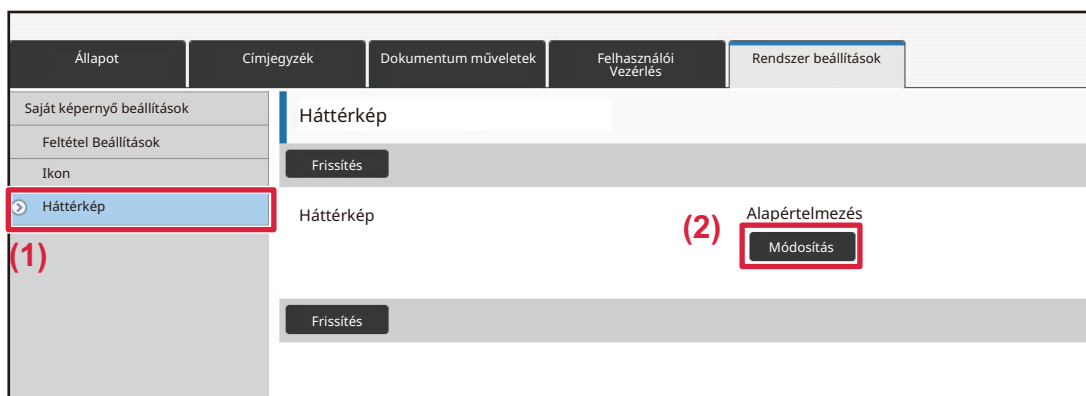 Állapot
Címjegyzék
Dokumentum műveletek
Felhasználói
Vezérlés
Rendszer beállítások
Saját képernyő beállítások
Feltétel Beállítások
Ikon
Háttérkép
(1)
Háttérkép
Frissítés
Háttérkép
Alapértelmezés
(2)
Módosítás
Frissítés